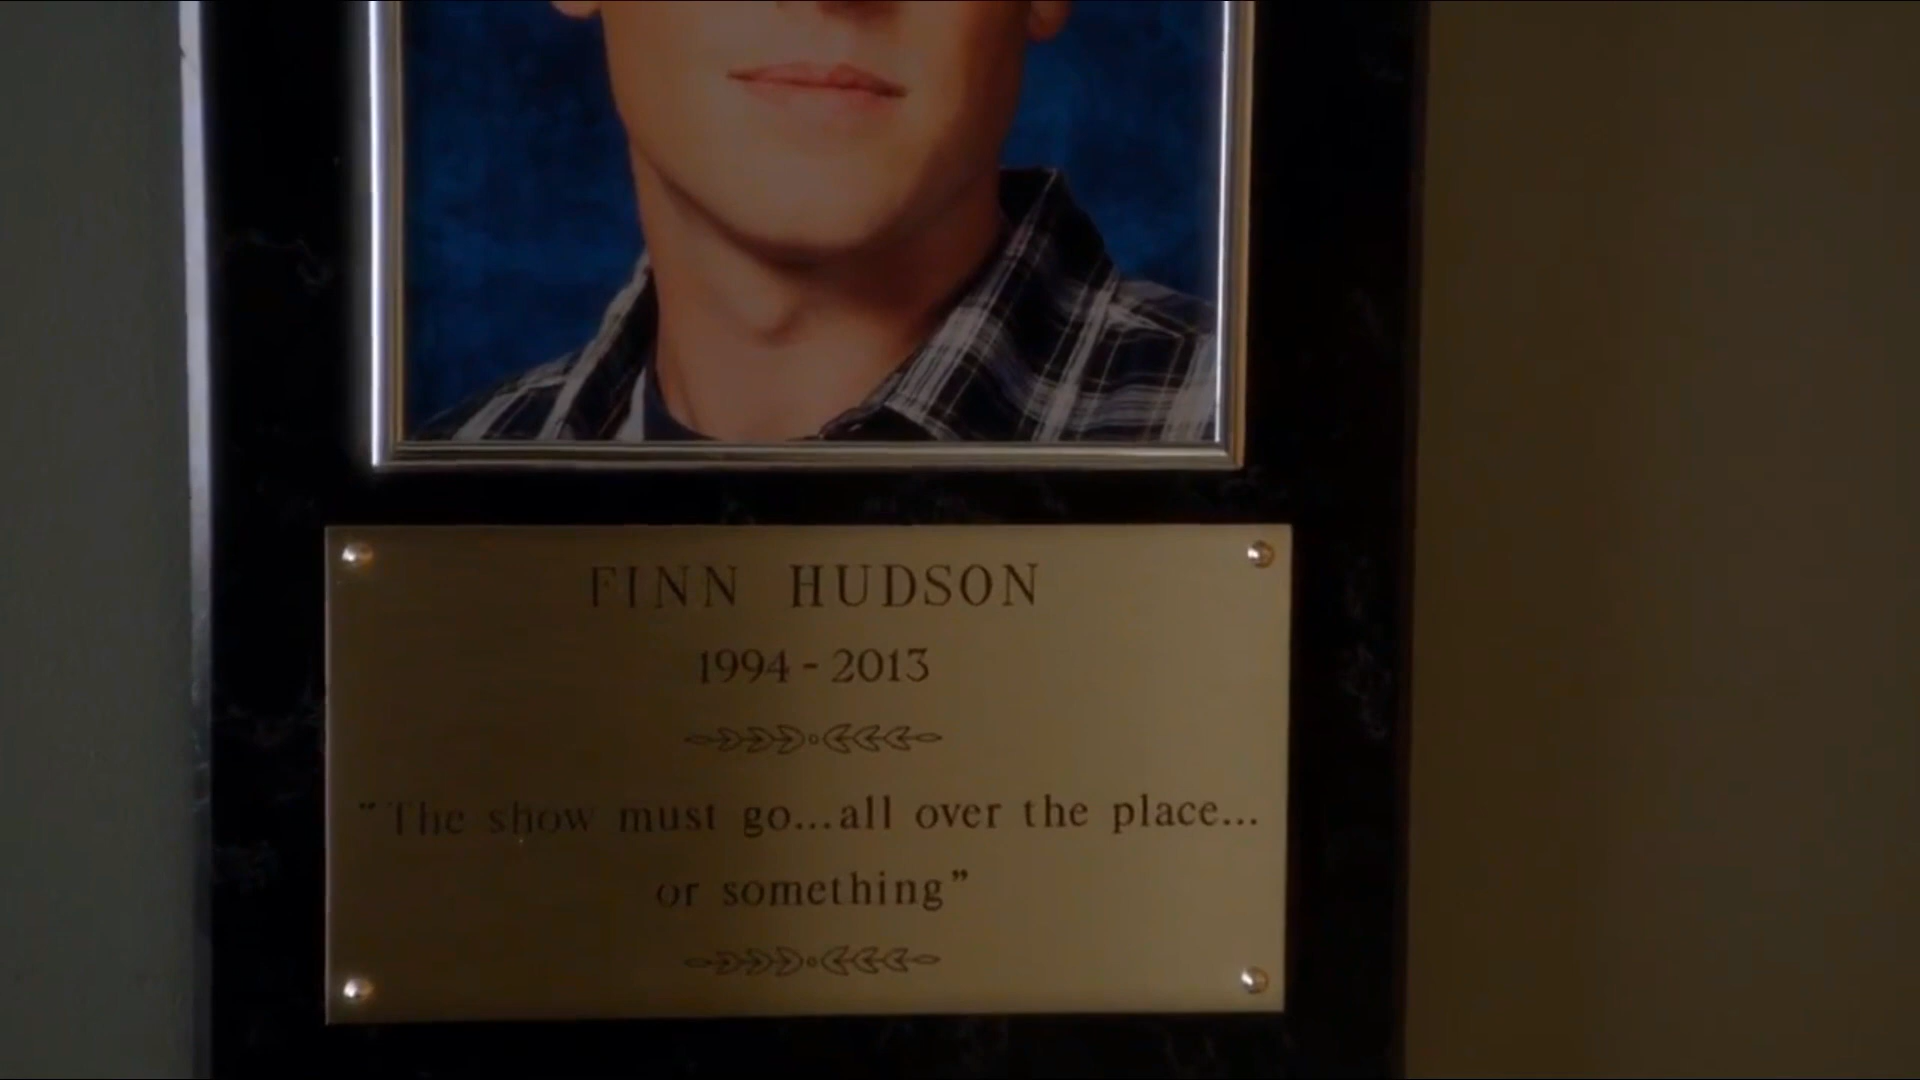 FINN HUDSON
1994 - 2013
"The show must go...all over the place...
or something"